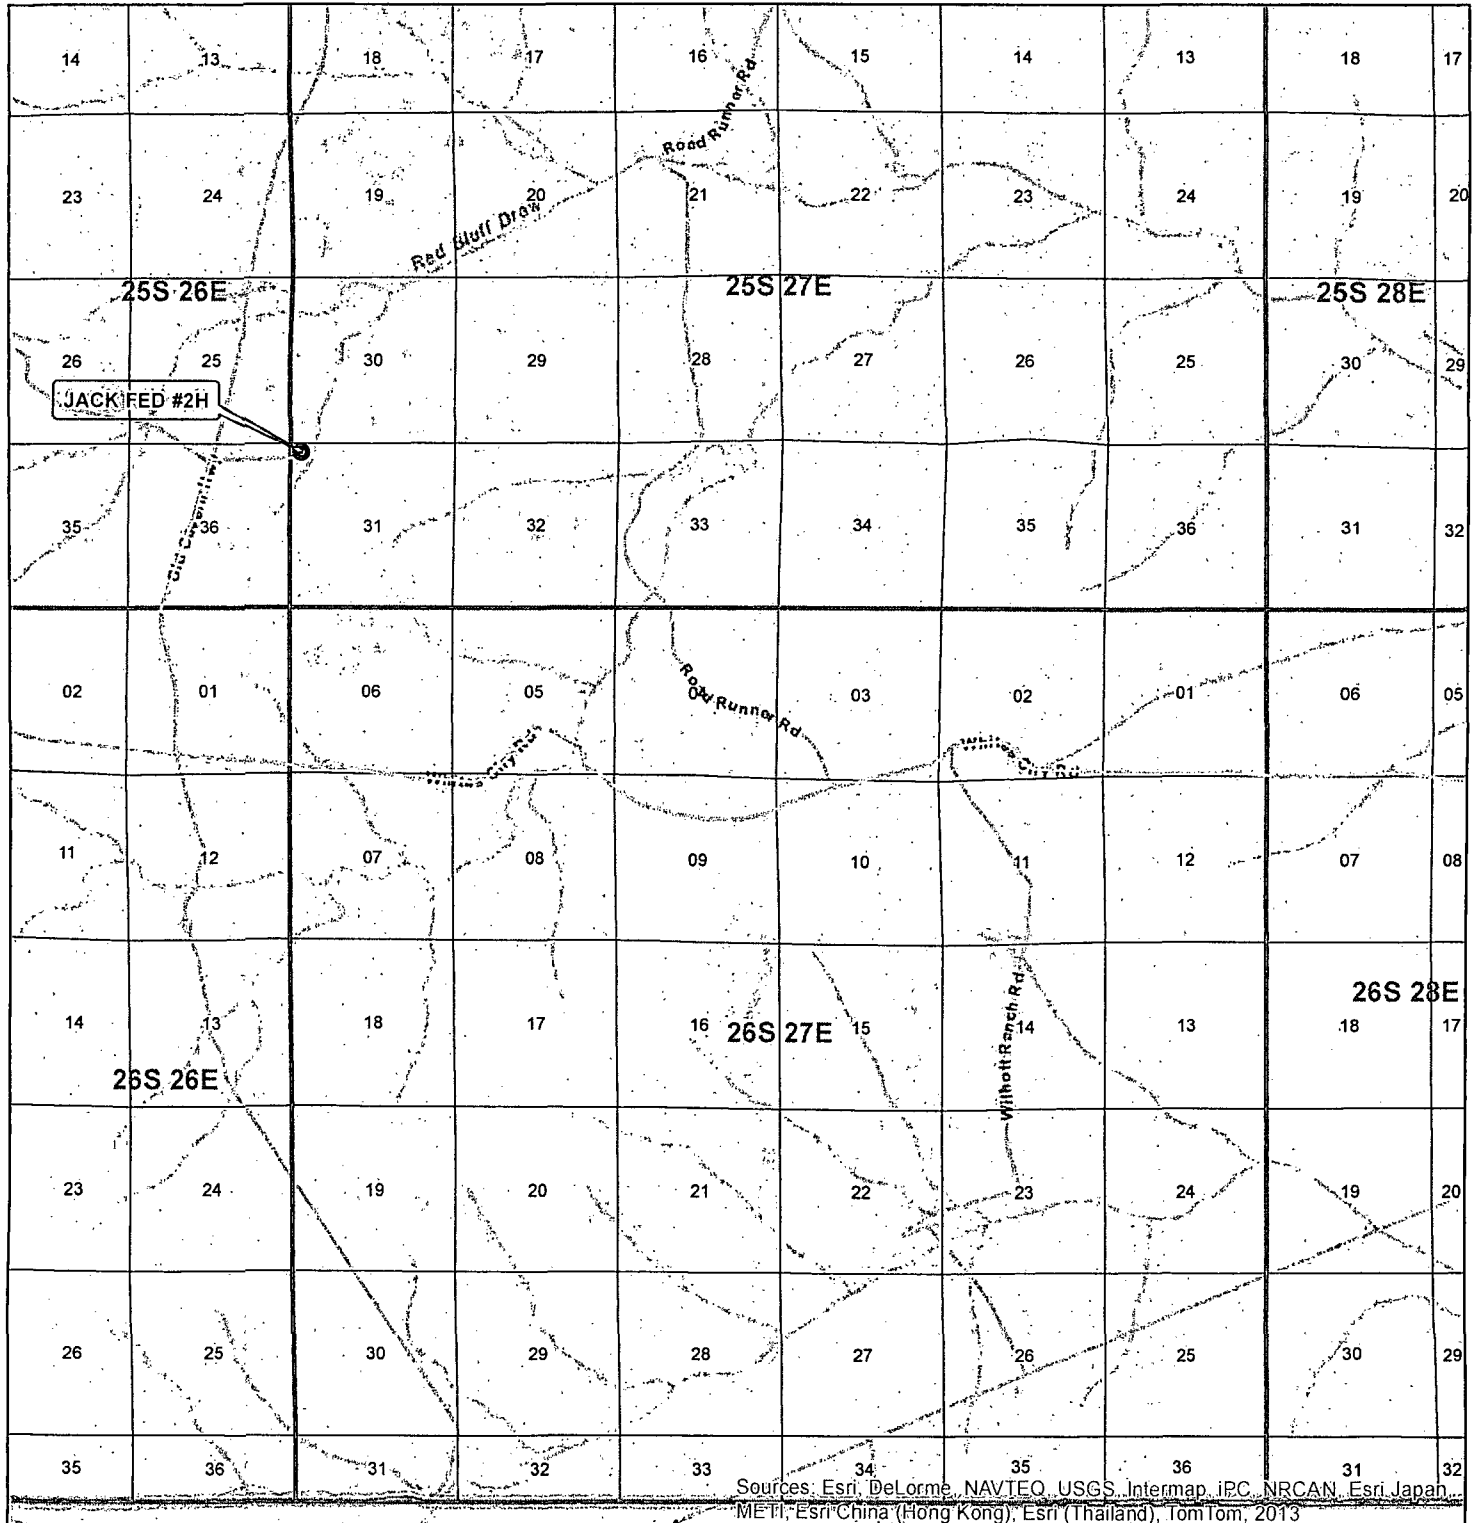 14 13 18 17 16 15 14 13 18 17
Road Runner Rd
23 24 19 20 21 22 23 24 19 20
Red Bluff Draw
25S 26E 25S 27E 25S 28E
26 25 30 29 28 27 26 25 30 29
JACK FED #2H
35 36 31 32 33 34 35 36 31 32
02 01 06 05 04 03 02 01 06 05
Road Runner Rd
City Rd
11 12 07 08 09 10 11 12 07 08
26S 28E
14 13 18 17 16 15 14 13 18 17
26S 27E
Ranch Rd
26S 26E
23 24 19 20 21 22 23 24 19 20
26 25 30 29 28 27 26 25 30 29
35 36 31 32 33 34 35 36 31 32
Sources: Esri, DeLorme, NAVTEQ, USGS, Intermap, iPC, NRCAN, Esri Japan,
METI, Esri China (Hong Kong), Esri (Thailand), TomTom, 2013